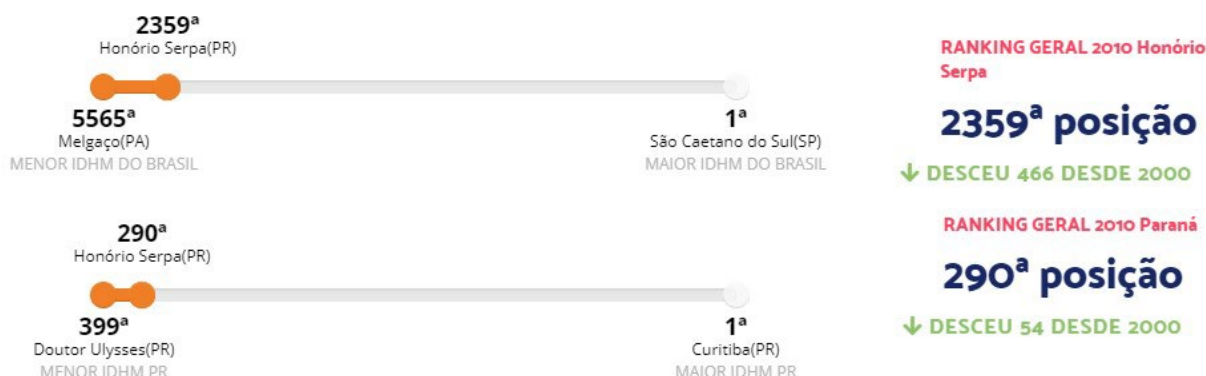 2359ª
Honório Serpa(PR)
5565ª
Melgaço(PA)
MENOR IDHM DO BRASIL
1ª
São Caetano do Sul(SP)
MAIOR IDHM DO BRASIL
RANKING GERAL 2010 Honório
Serpa
2359ª posição
↓ DESCEU 466 DESDE 2000
290ª
Honório Serpa(PR)
399ª
Doutor Ulysses(PR)
MENOR IDHM PR
1ª
Curitiba(PR)
MAIOR IDHM PR
RANKING GERAL 2010 Paraná
290ª posição
↓ DESCEU 54 DESDE 2000